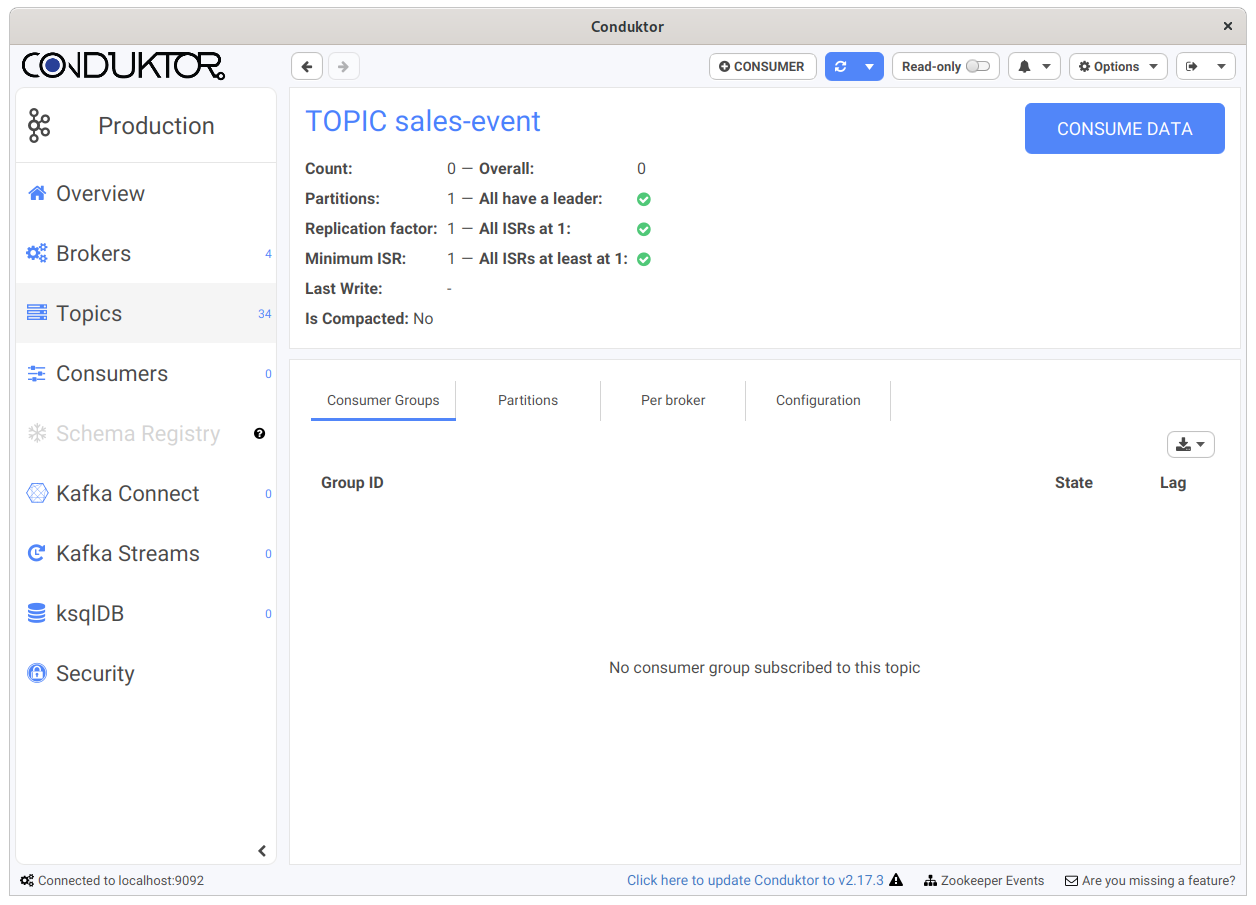 Conduktor
CONDUKTOR
CONSUMER
Read-only
Options
Production
Overview
Brokers 4
Topics 34
Consumers 0
Schema Registry
Kafka Connect 0
Kafka Streams 0
ksqlDB 0
Security
TOPIC sales-event
CONSUME DATA
Count: 0 — Overall: 0
Partitions: 1 — All have a leader:
Replication factor: 1 — All ISRs at 1:
Minimum ISR: 1 — All ISRs at least at 1:
Last Write: -
Is Compacted: No
Consumer Groups Partitions Per broker Configuration
Group ID State Lag
No consumer group subscribed to this topic
Connected to localhost:9092 Click here to update Conduktor to v2.17.3 Zookeeper Events Are you missing a feature?